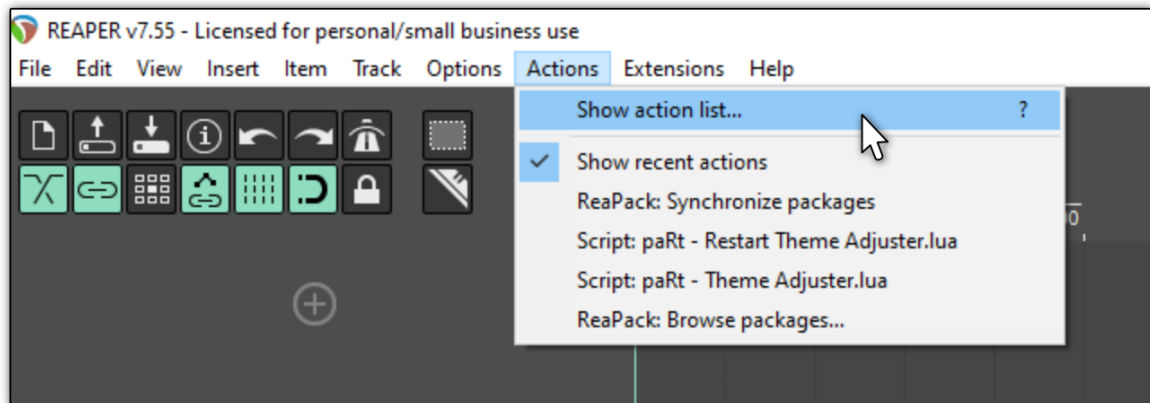 REAPER v7.55 - Licensed for personal/small business use
File Edit View Insert Item Track Options Actions Extensions Help
Show action list... ?
Show recent actions
ReaPack: Synchronize packages
Script: paRt - Restart Theme Adjuster.lua
Script: paRt - Theme Adjuster.lua
ReaPack: Browse packages...